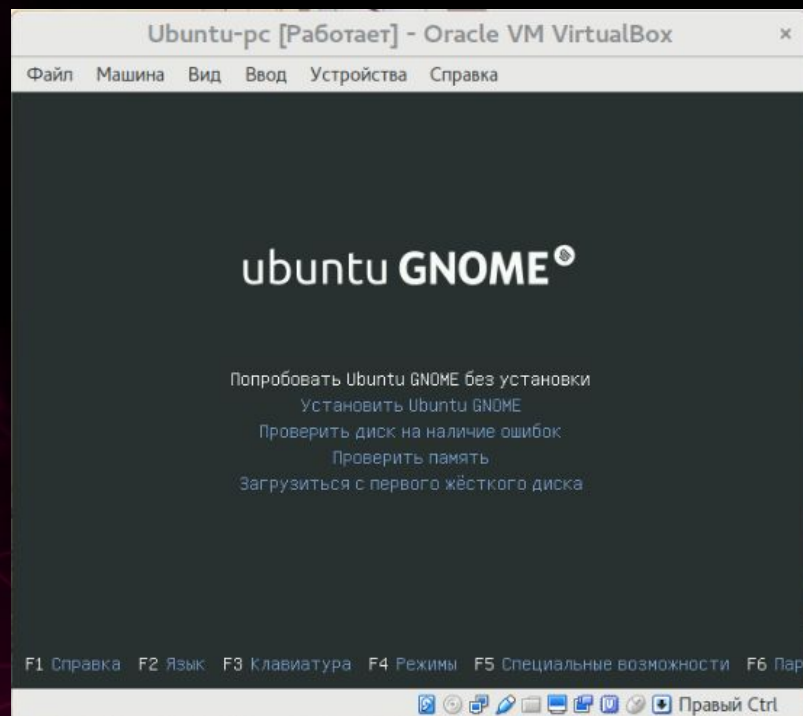 Ubuntu-pc [Работает] - Oracle VM VirtualBox
Файл Машина Вид Ввод Устройства Справка
ubuntu GNOME
Попробовать Ubuntu GNOME без установки
Установить Ubuntu GNOME
Проверить диск на наличие ошибок
Проверить память
Загрузиться с первого жёсткого диска
F1 Справка F2 Язык F3 Клавиатура F4 Режимы F5 Специальные возможности F6 Пар
Правый Ctrl